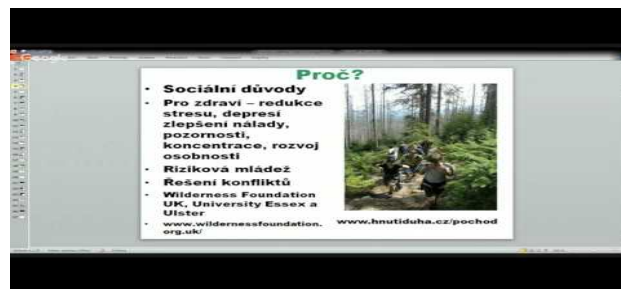 Google
Proč?
• Sociální důvody
• Pro zdraví – redukce
stresu, depresí
zlepšení nálady,
pozornosti,
koncentrace, rozvoj
osobnosti
• Riziková mládež
• Řešení konfliktů
• Wilderness Foundation
UK, University Essex a
Ulster
• www.wildernessfoundation.
org.uk/
www.hnutiduha.cz/pochod